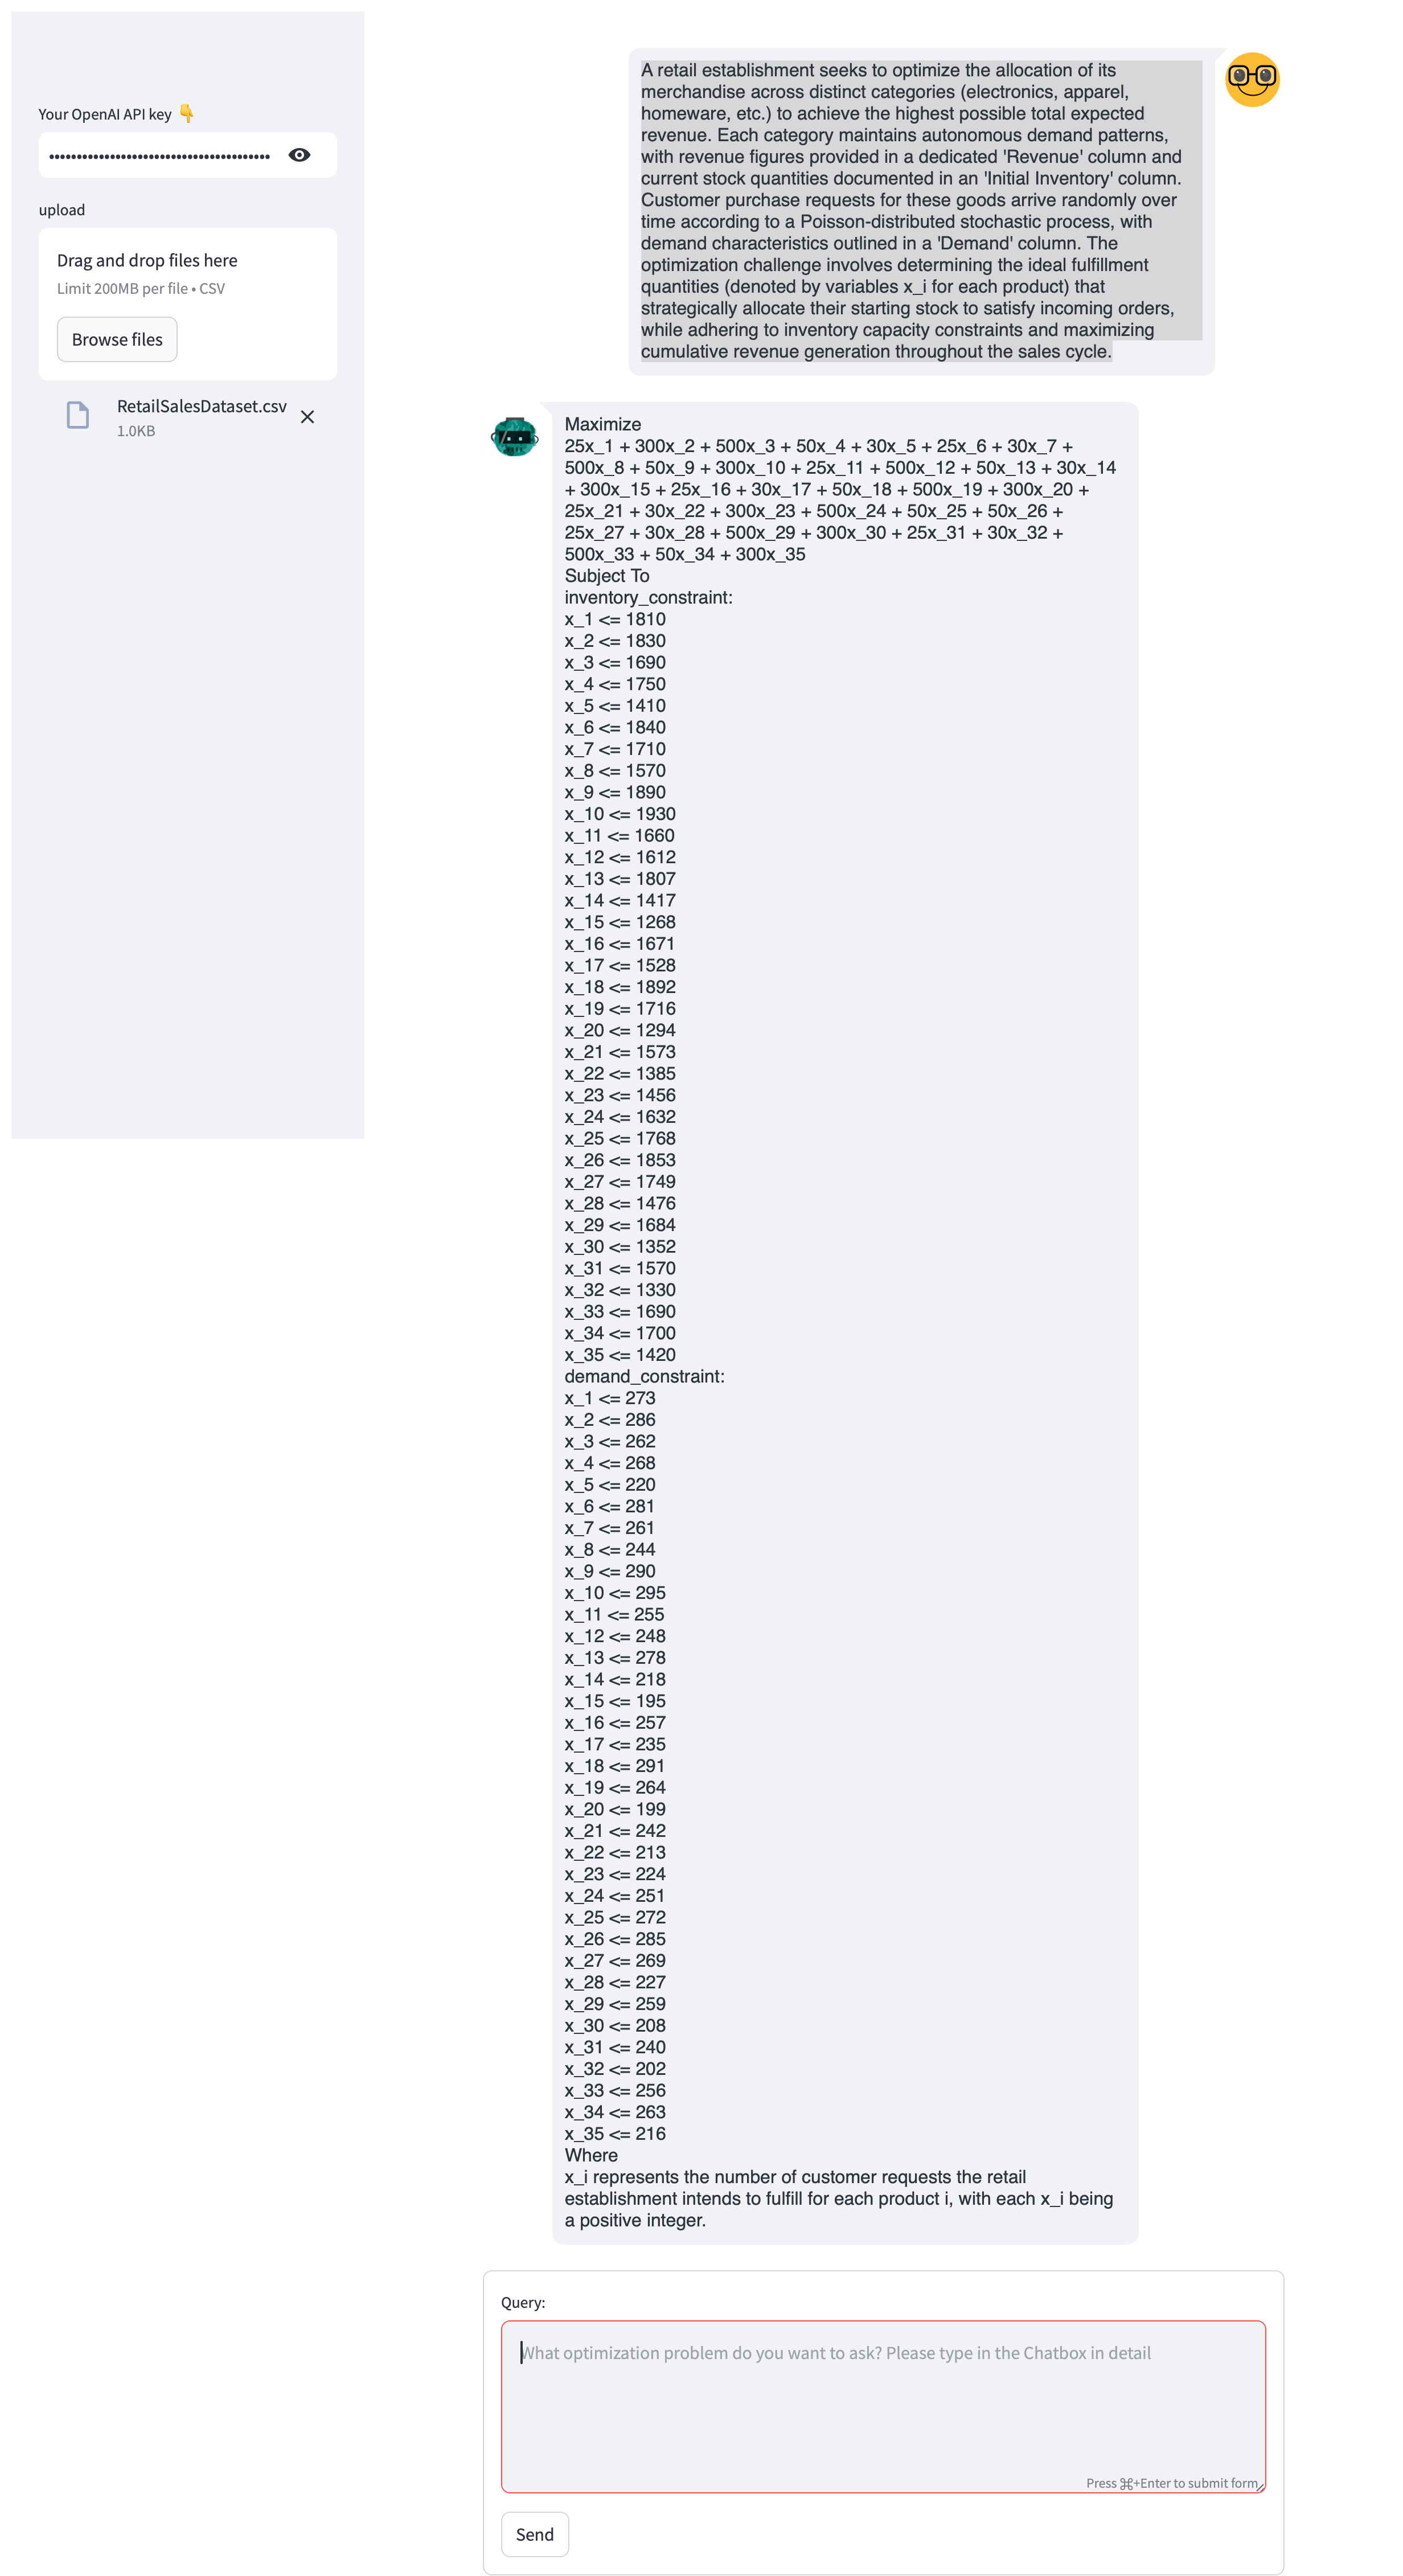 Your OpenAI API key 👇
••••••••••••••••••••••••••••••••••••••••
upload
Drag and drop files here
Limit 200MB per file • CSV
Browse files
RetailSalesDataset.csv
1.0KB
A retail establishment seeks to optimize the allocation of its
merchandise across distinct categories (electronics, apparel,
homeware, etc.) to achieve the highest possible total expected
revenue. Each category maintains autonomous demand patterns,
with revenue figures provided in a dedicated 'Revenue' column and
current stock quantities documented in an 'Initial Inventory' column.
Customer purchase requests for these goods arrive randomly over
time according to a Poisson-distributed stochastic process, with
demand characteristics outlined in a 'Demand' column. The
optimization challenge involves determining the ideal fulfillment
quantities (denoted by variables x_i for each product) that
strategically allocate their starting stock to satisfy incoming orders,
while adhering to inventory capacity constraints and maximizing
cumulative revenue generation throughout the sales cycle.
Maximize
25x_1 + 300x_2 + 500x_3 + 50x_4 + 30x_5 + 25x_6 + 30x_7 +
500x_8 + 50x_9 + 300x_10 + 25x_11 + 500x_12 + 50x_13 + 30x_14
+ 300x_15 + 25x_16 + 30x_17 + 50x_18 + 500x_19 + 300x_20 +
25x_21 + 30x_22 + 300x_23 + 500x_24 + 50x_25 + 50x_26 +
25x_27 + 30x_28 + 500x_29 + 300x_30 + 25x_31 + 30x_32 +
500x_33 + 50x_34 + 300x_35
Subject To
inventory_constraint:
x_1 <= 1810
x_2 <= 1830
x_3 <= 1690
x_4 <= 1750
x_5 <= 1410
x_6 <= 1840
x_7 <= 1710
x_8 <= 1570
x_9 <= 1890
x_10 <= 1930
x_11 <= 1660
x_12 <= 1612
x_13 <= 1807
x_14 <= 1417
x_15 <= 1268
x_16 <= 1671
x_17 <= 1528
x_18 <= 1892
x_19 <= 1716
x_20 <= 1294
x_21 <= 1573
x_22 <= 1385
x_23 <= 1456
x_24 <= 1632
x_25 <= 1768
x_26 <= 1853
x_27 <= 1749
x_28 <= 1476
x_29 <= 1684
x_30 <= 1352
x_31 <= 1570
x_32 <= 1330
x_33 <= 1690
x_34 <= 1700
x_35 <= 1420
demand_constraint:
x_1 <= 273
x_2 <= 286
x_3 <= 262
x_4 <= 268
x_5 <= 220
x_6 <= 281
x_7 <= 261
x_8 <= 244
x_9 <= 290
x_10 <= 295
x_11 <= 255
x_12 <= 248
x_13 <= 278
x_14 <= 218
x_15 <= 195
x_16 <= 257
x_17 <= 235
x_18 <= 291
x_19 <= 264
x_20 <= 199
x_21 <= 242
x_22 <= 213
x_23 <= 224
x_24 <= 251
x_25 <= 272
x_26 <= 285
x_27 <= 269
x_28 <= 227
x_29 <= 259
x_30 <= 208
x_31 <= 240
x_32 <= 202
x_33 <= 256
x_34 <= 263
x_35 <= 216
Where
x_i represents the number of customer requests the retail
establishment intends to fulfill for each product i, with each x_i being
a positive integer.
Query:
What optimization problem do you want to ask? Please type in the Chatbox in detail
Press ⌘+Enter to submit form
Send